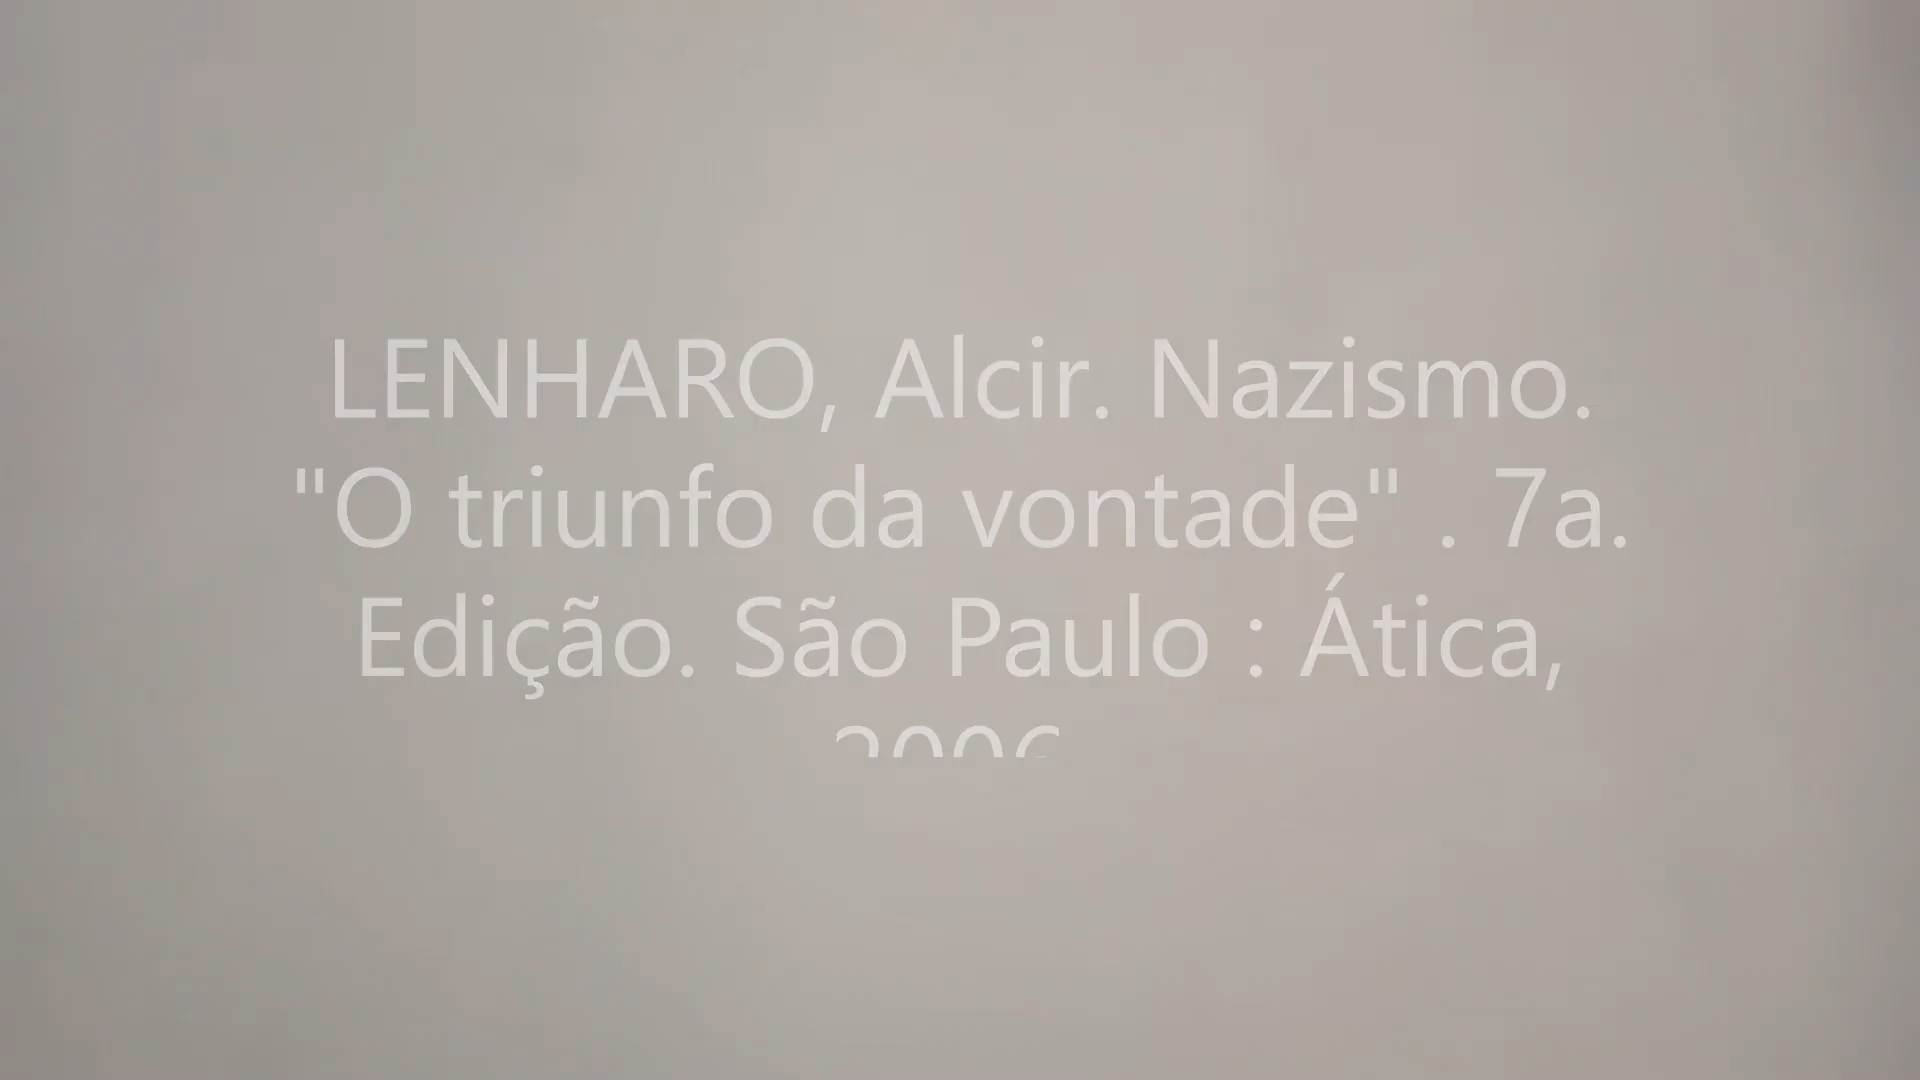 LENHARO, Alcir. Nazismo.
"O triunfo da vontade" . 7a.
Edição. São Paulo : Ática,